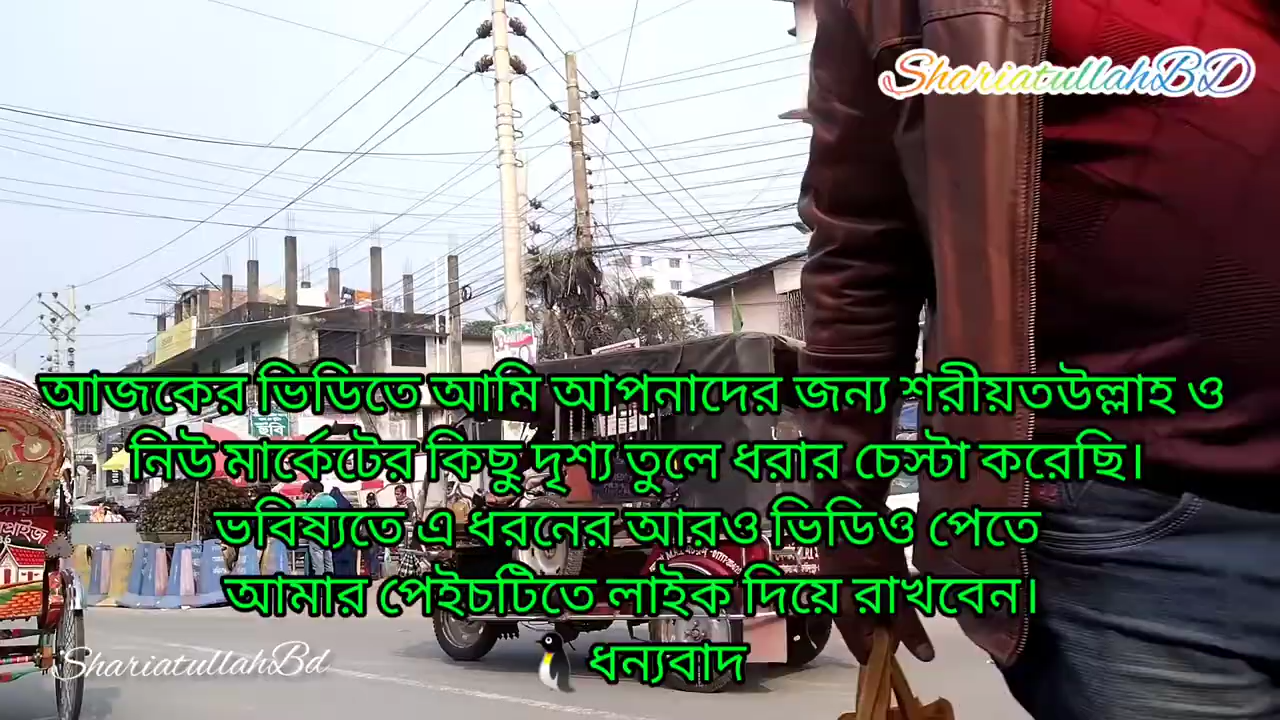 ShariatullahBD
আজকের ভিডিতে আমি আপনাদের জন্য শরীয়তউল্লাহ ও
নিউ মার্কেটের কিছু দৃশ্য তুলে ধরার চেস্টা করেছি।
ভবিষ্যতে এ ধরনের আরও ভিডিও পেতে
আমার পেইচটিতে লাইক দিয়ে রাখবেন।
🐧 ধন্যবাদ
ShariatullahBd